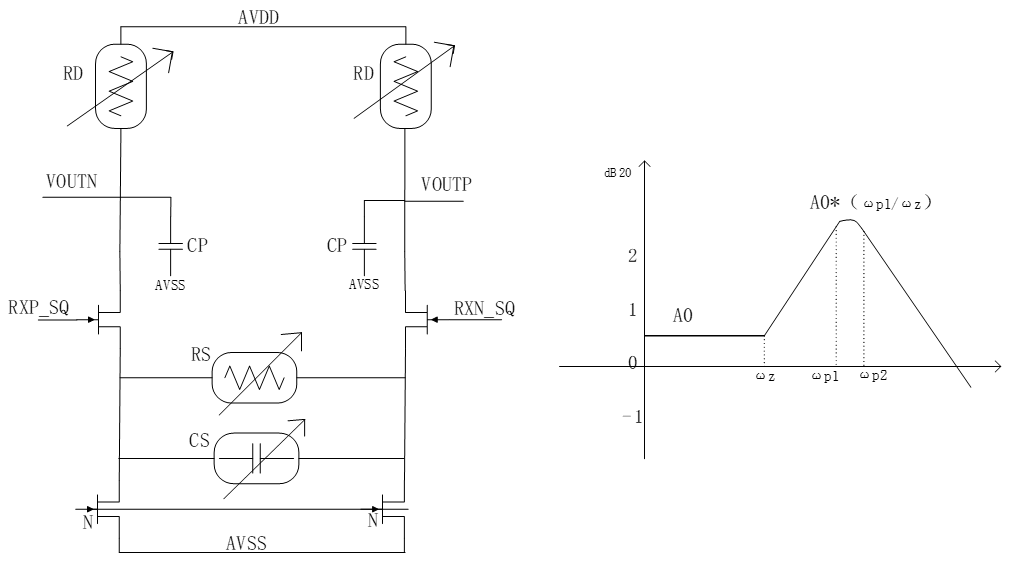 AVDD
RD
RD
VOUTN
VOUTP
CP
CP
AVSS
AVSS
RXP_SQ
RXN_SQ
RS
CS
N
N
AVSS
dB20
A0*（ωp1/ωz）
2
1
A0
0
ωz
ωp1
ωp2
-1